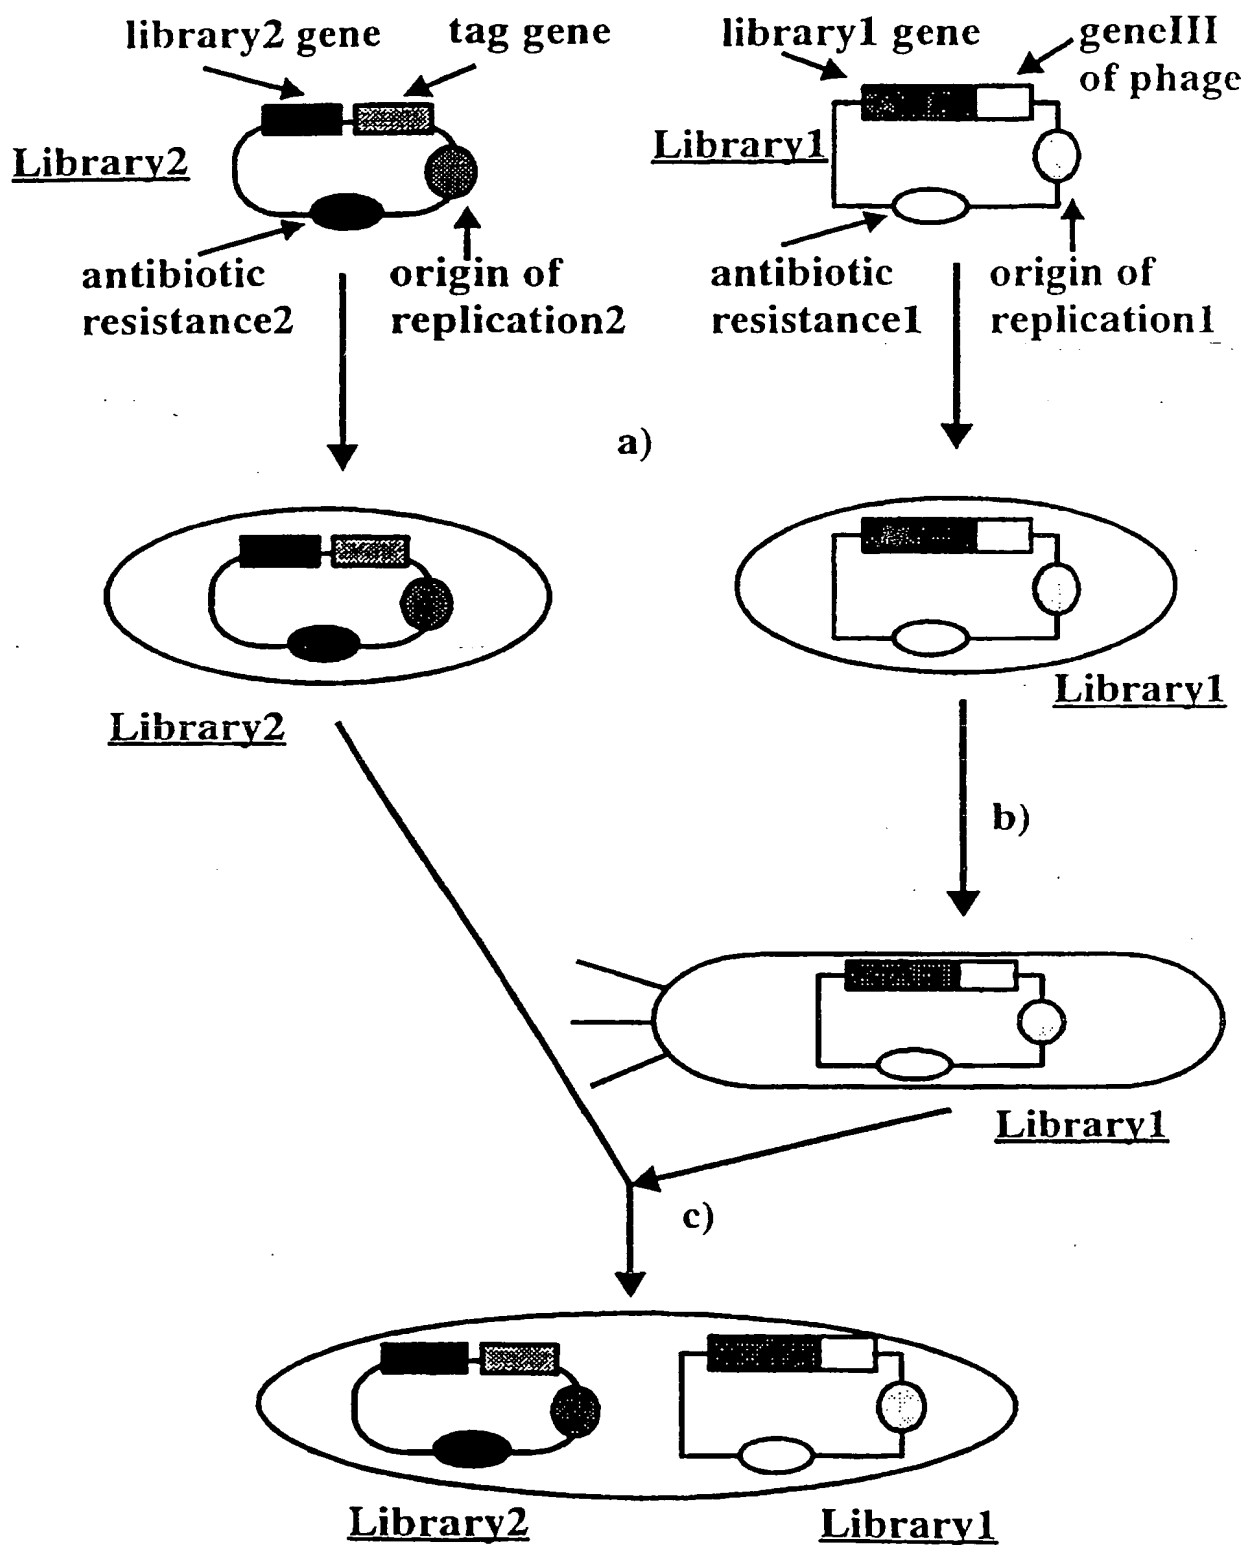 library2 gene
tag gene
library1 gene
geneIII
of phage
Library2
Library1
antibiotic
resistance2
origin of
replication2
antibiotic
resistance1
origin of
replication1
a)
Library2
Library1
b)
Library1
c)
Library2
Library1